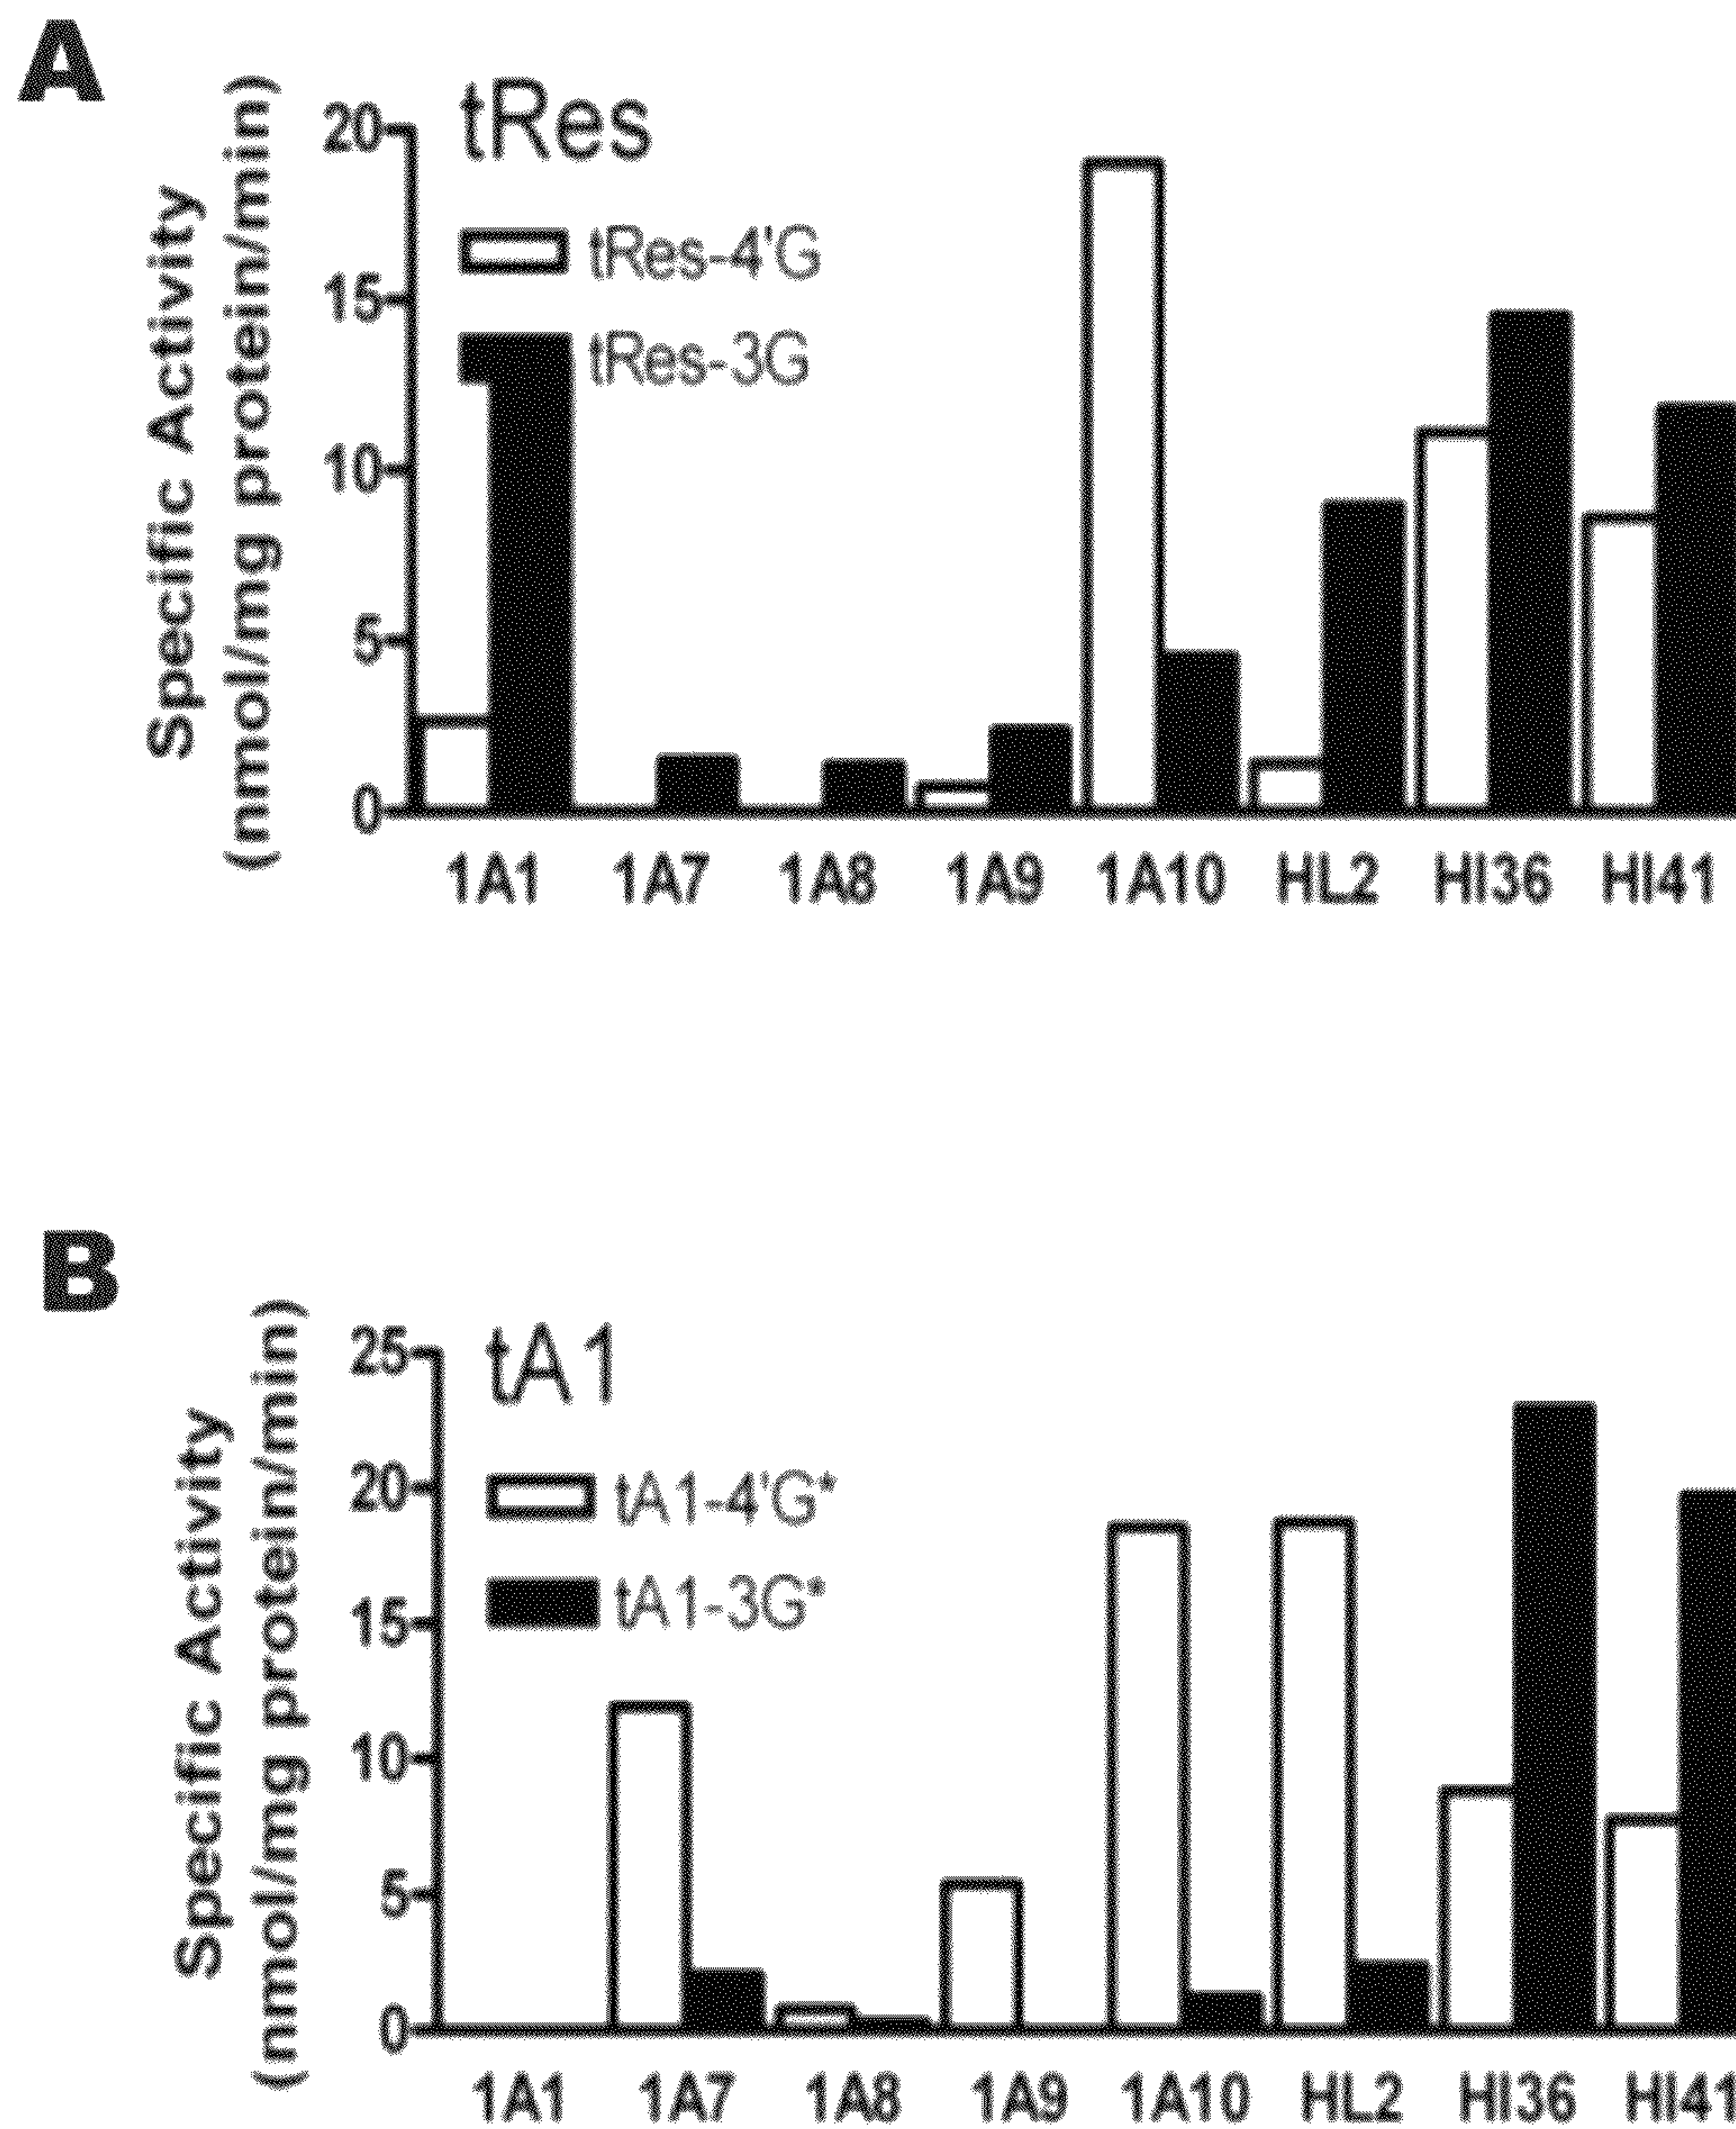 A
tRes
Specific Activity
(nmol/mg protein/min)
20
15
10
5
0
tRes-4'G
tRes-3G
1A1 1A7 1A8 1A9 1A10 HL2 HI36 HI41
B
tA1
Specific Activity
(nmol/mg protein/min)
25
20
15
10
5
0
tA1-4'G*
tA1-3G*
1A1 1A7 1A8 1A9 1A10 HL2 HI36 HI41